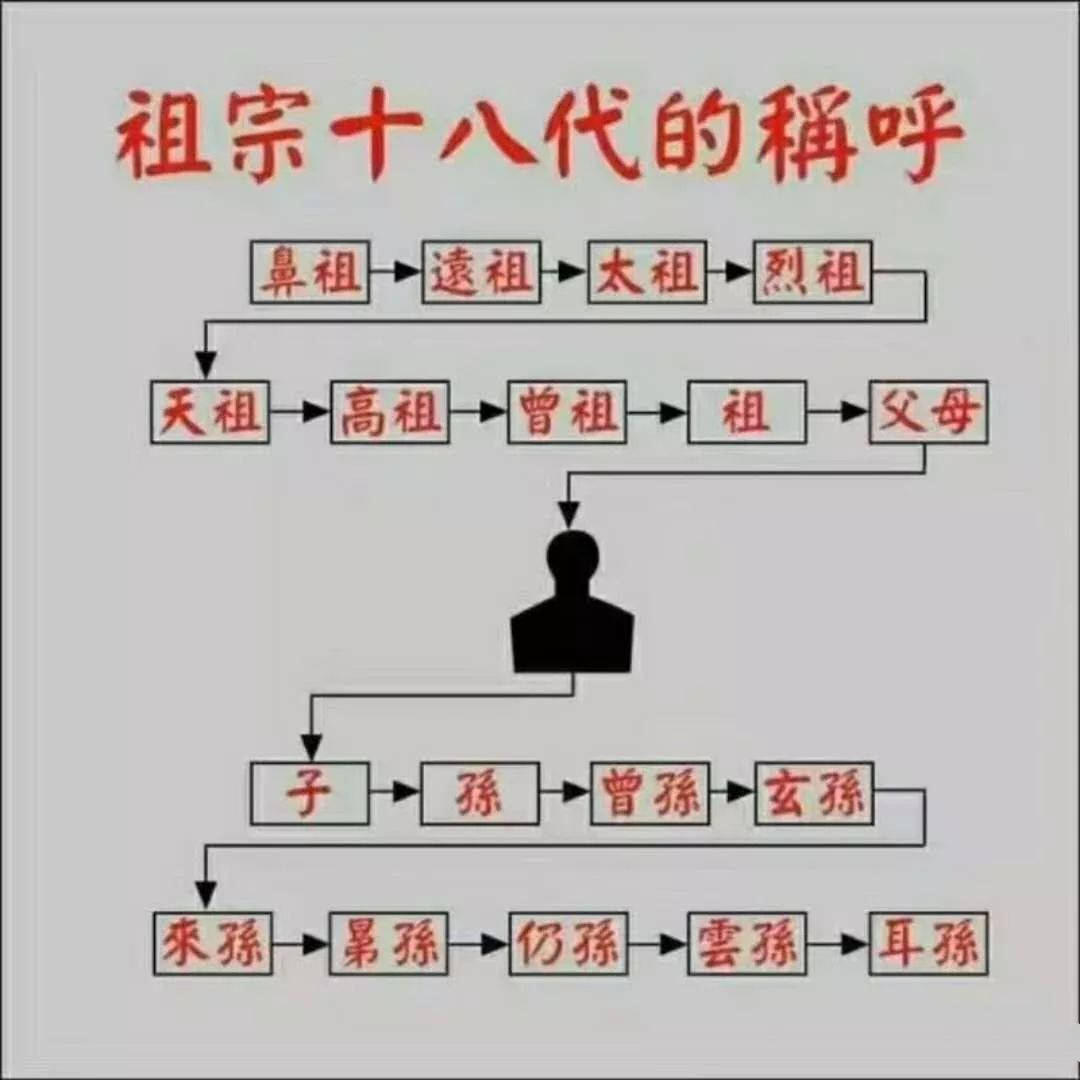 祖宗十八代的稱呼
鼻祖 遠祖 太祖 烈祖
天祖 高祖 曾祖 祖 父母
子 孫 曾孫 玄孫
來孫 晜孫 仍孫 雲孫 耳孫